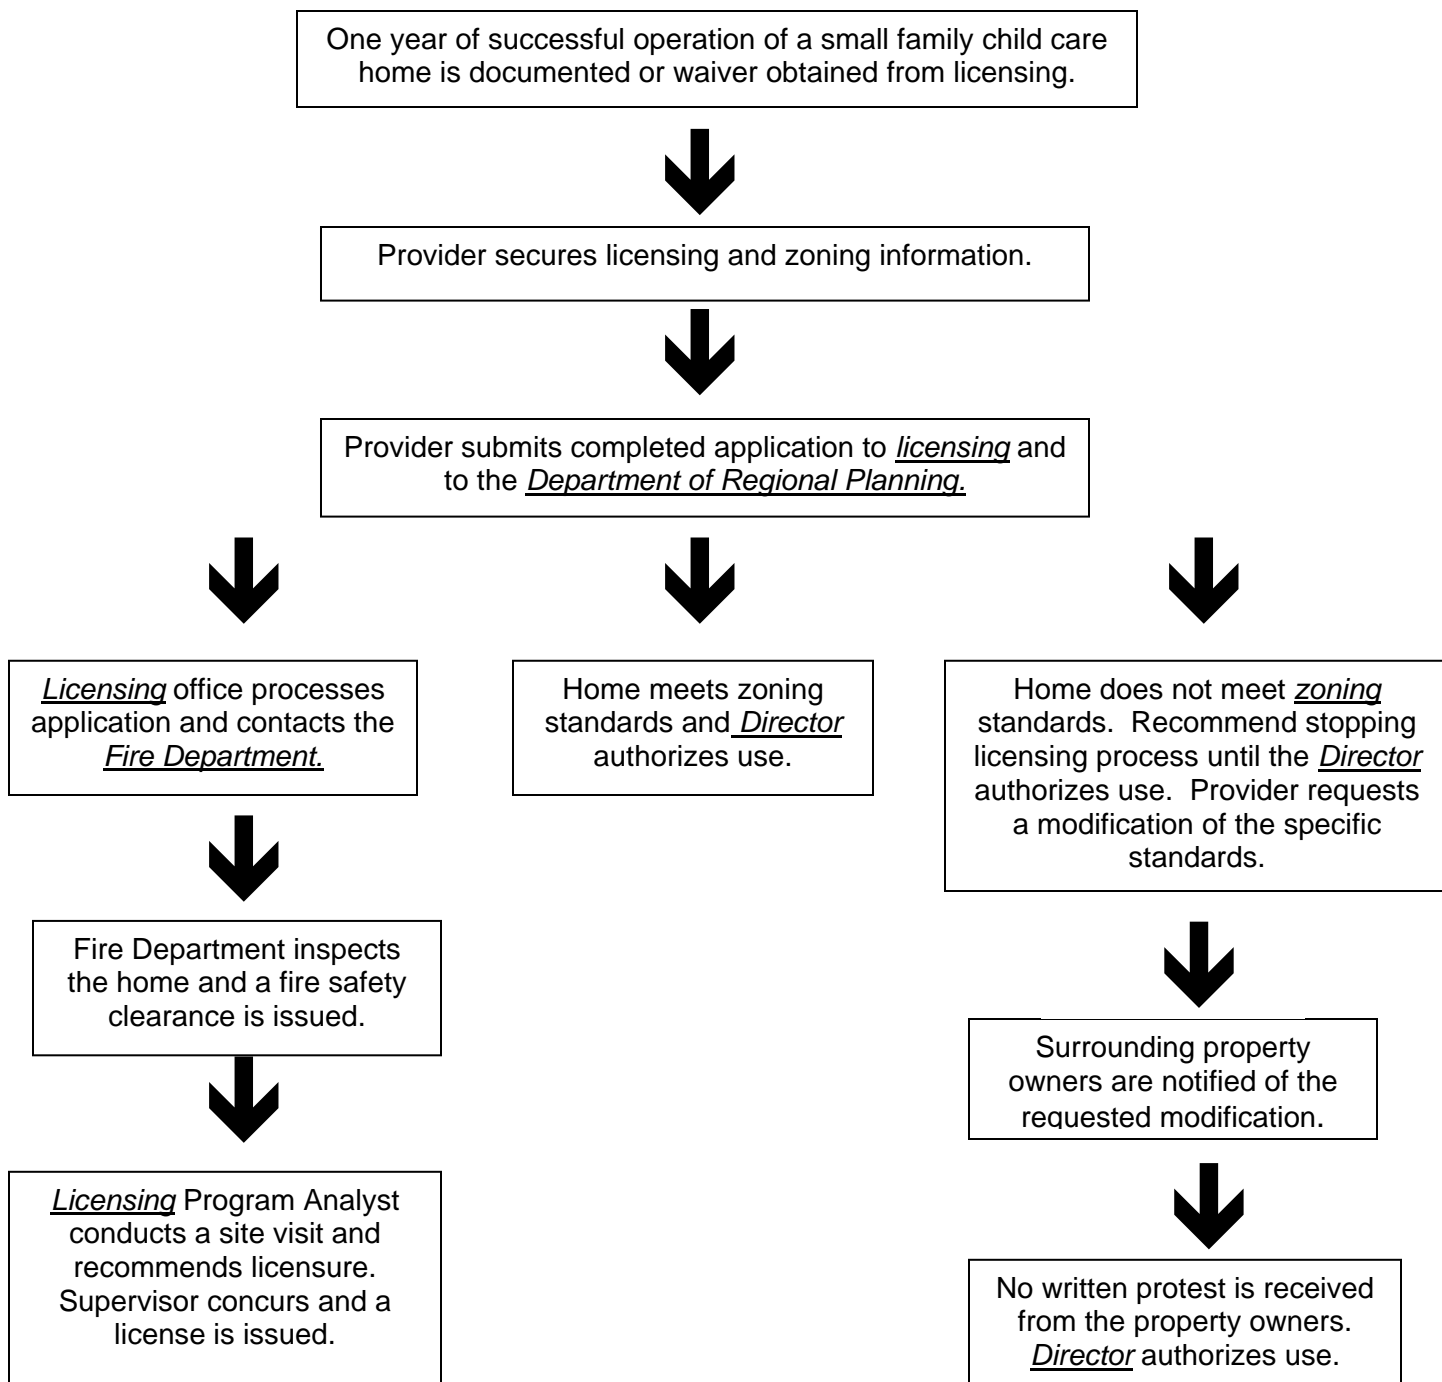 One year of successful operation of a small family child care
home is documented or waiver obtained from licensing.
Provider secures licensing and zoning information.
Provider submits completed application to licensing and
to the Department of Regional Planning.
Licensing office processes
application and contacts the
Fire Department.
Fire Department inspects
the home and a fire safety
clearance is issued.
Licensing Program Analyst
conducts a site visit and
recommends licensure.
Supervisor concurs and a
license is issued.
Home meets zoning
standards and Director
authorizes use.
Home does not meet zoning
standards.  Recommend stopping
licensing process until the Director
authorizes use.  Provider requests
a modification of the specific
standards.
Surrounding property
owners are notified of the
requested modification.
No written protest is received
from the property owners.
Director authorizes use.